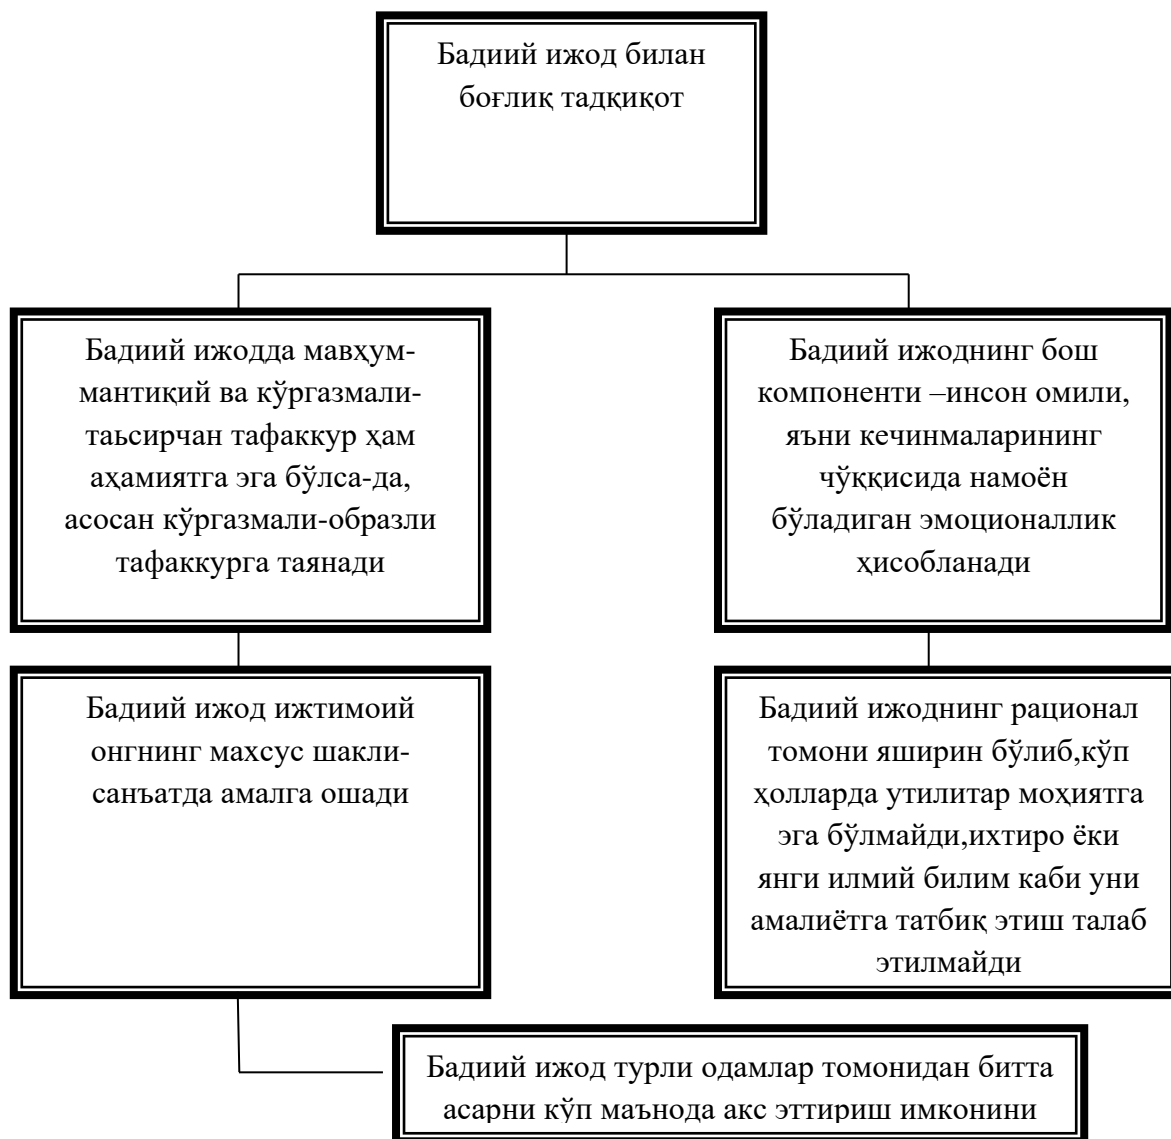 Бадиий ижод билан
боғлиқ тадқиқот
Бадиий ижодда мавҳум-
мантиқий ва кўргазмали-
таьсирчан тафаккур ҳам
аҳамиятга эга бўлса-да,
асосан кўргазмали-образли
тафаккурга таянади
Бадиий ижоднинг бош
компоненти –инсон омили,
яъни кечинмаларининг
чўққисида намоён
бўладиган эмоционаллик
ҳисобланади
Бадиий ижод ижтимоий
онгнинг махсус шакли-
санъатда амалга ошади
Бадиий ижоднинг рационал
томони яширин бўлиб,кўп
ҳолларда утилитар моҳиятга
эга бўлмайди,ихтиро ёки
янги илмий билим каби уни
амалиётга татбиқ этиш талаб
этилмайди
Бадиий ижод турли одамлар томонидан битта
асарни кўп маънода акс эттириш имконини